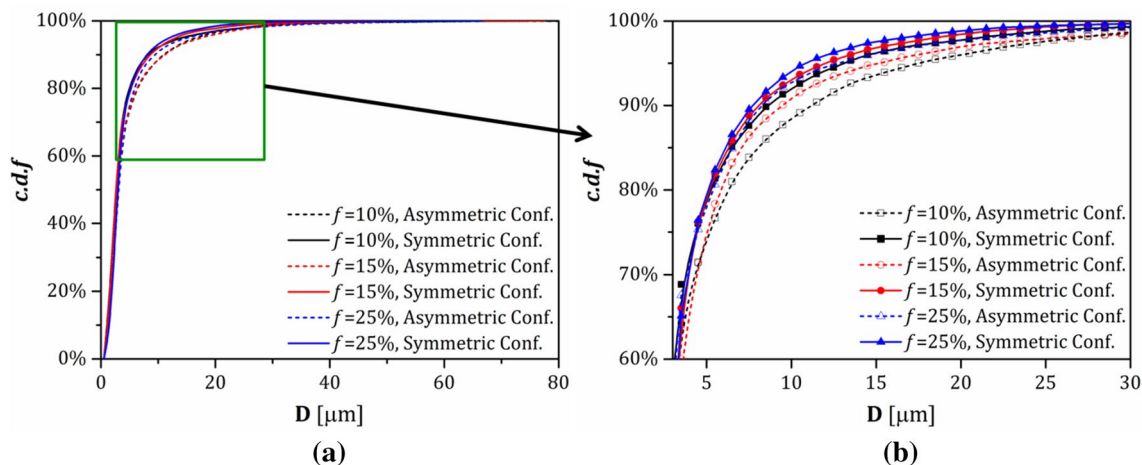 100%
80%
60%
40%
20%
0%
c.d.f
f=10%, Asymmetric Conf.
f=10%, Symmetric Conf.
f=15%, Asymmetric Conf.
f=15%, Symmetric Conf.
f=25%, Asymmetric Conf.
f=25%, Symmetric Conf.
0 20 40 60 80
D [μm]
(a)
100%
90%
80%
70%
60%
c.d.f
f=10%, Asymmetric Conf.
f=10%, Symmetric Conf.
f=15%, Asymmetric Conf.
f=15%, Symmetric Conf.
f=25%, Asymmetric Conf.
f=25%, Symmetric Conf.
5 10 15 20 25 30
D [μm]
(b)